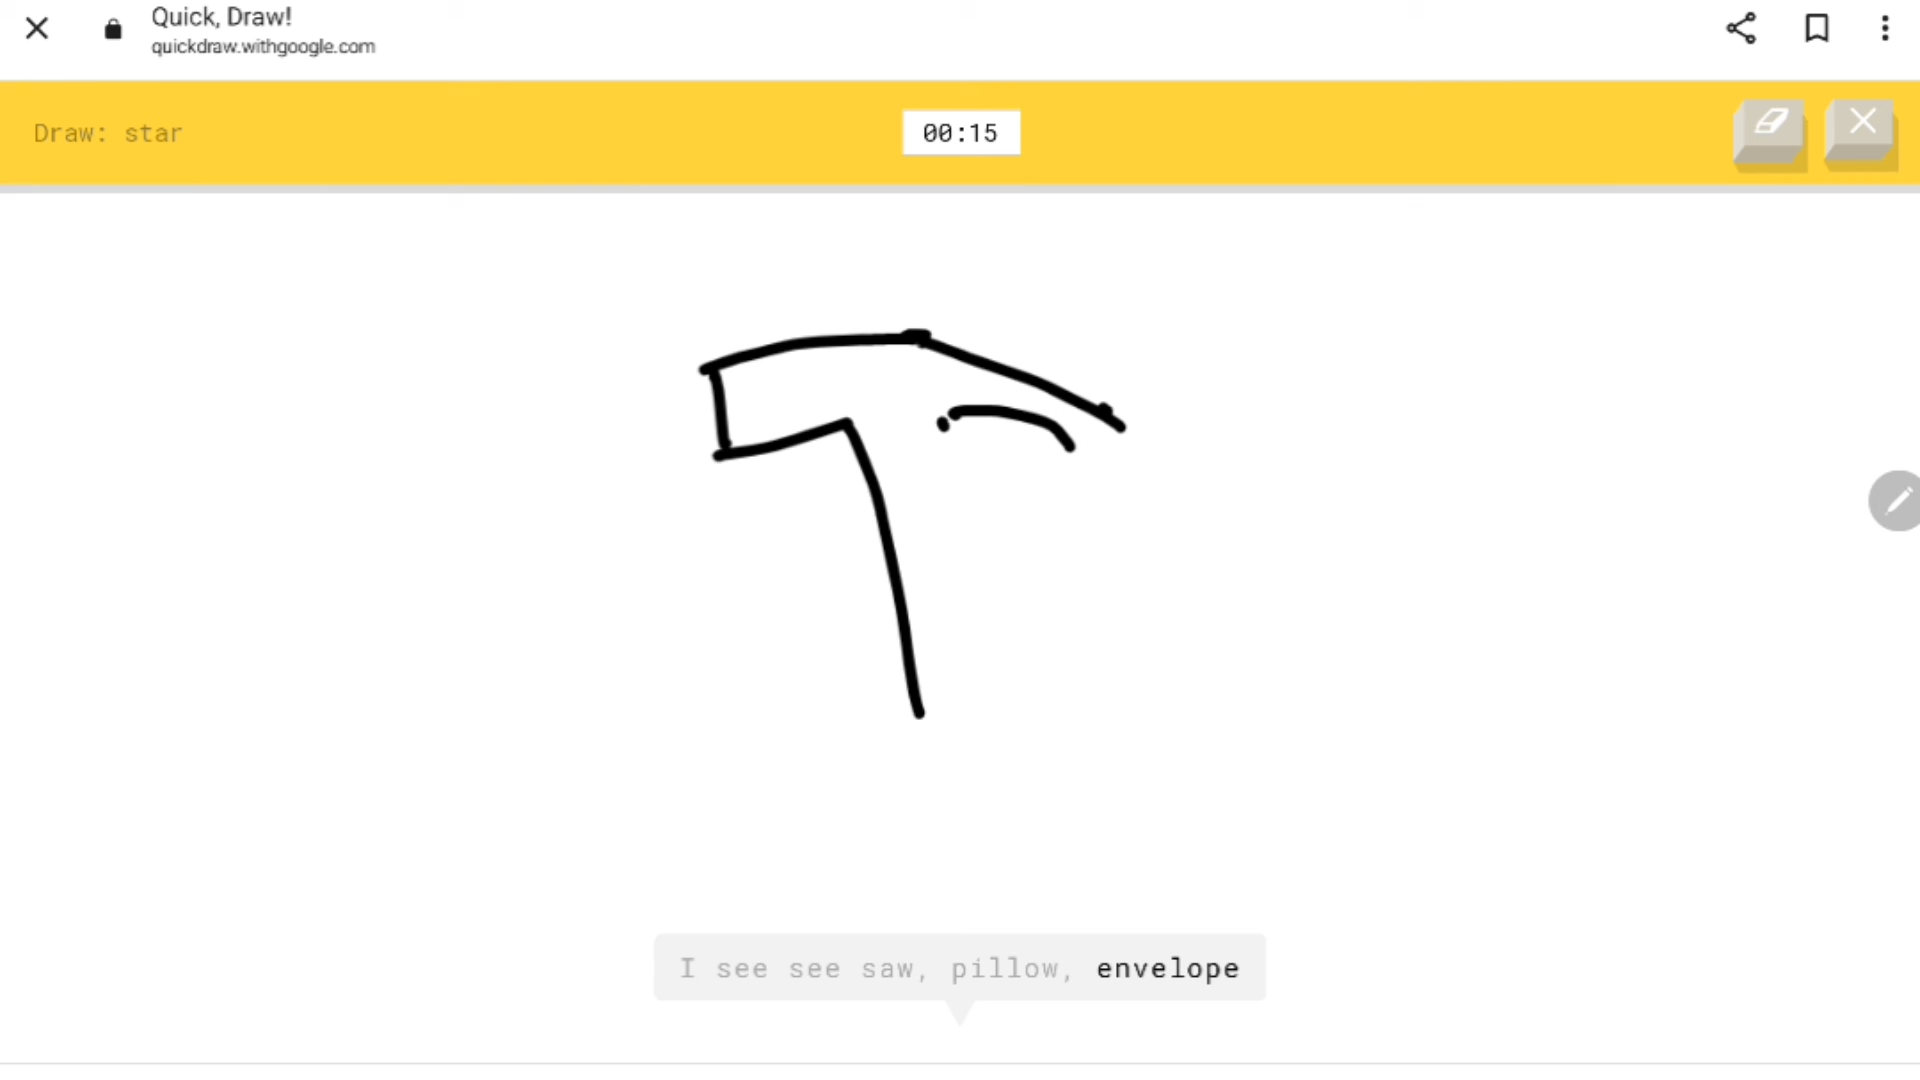 Quick, Draw!
quickdraw.withgoogle.com
Draw: star
00:15
I see see saw, pillow, envelope